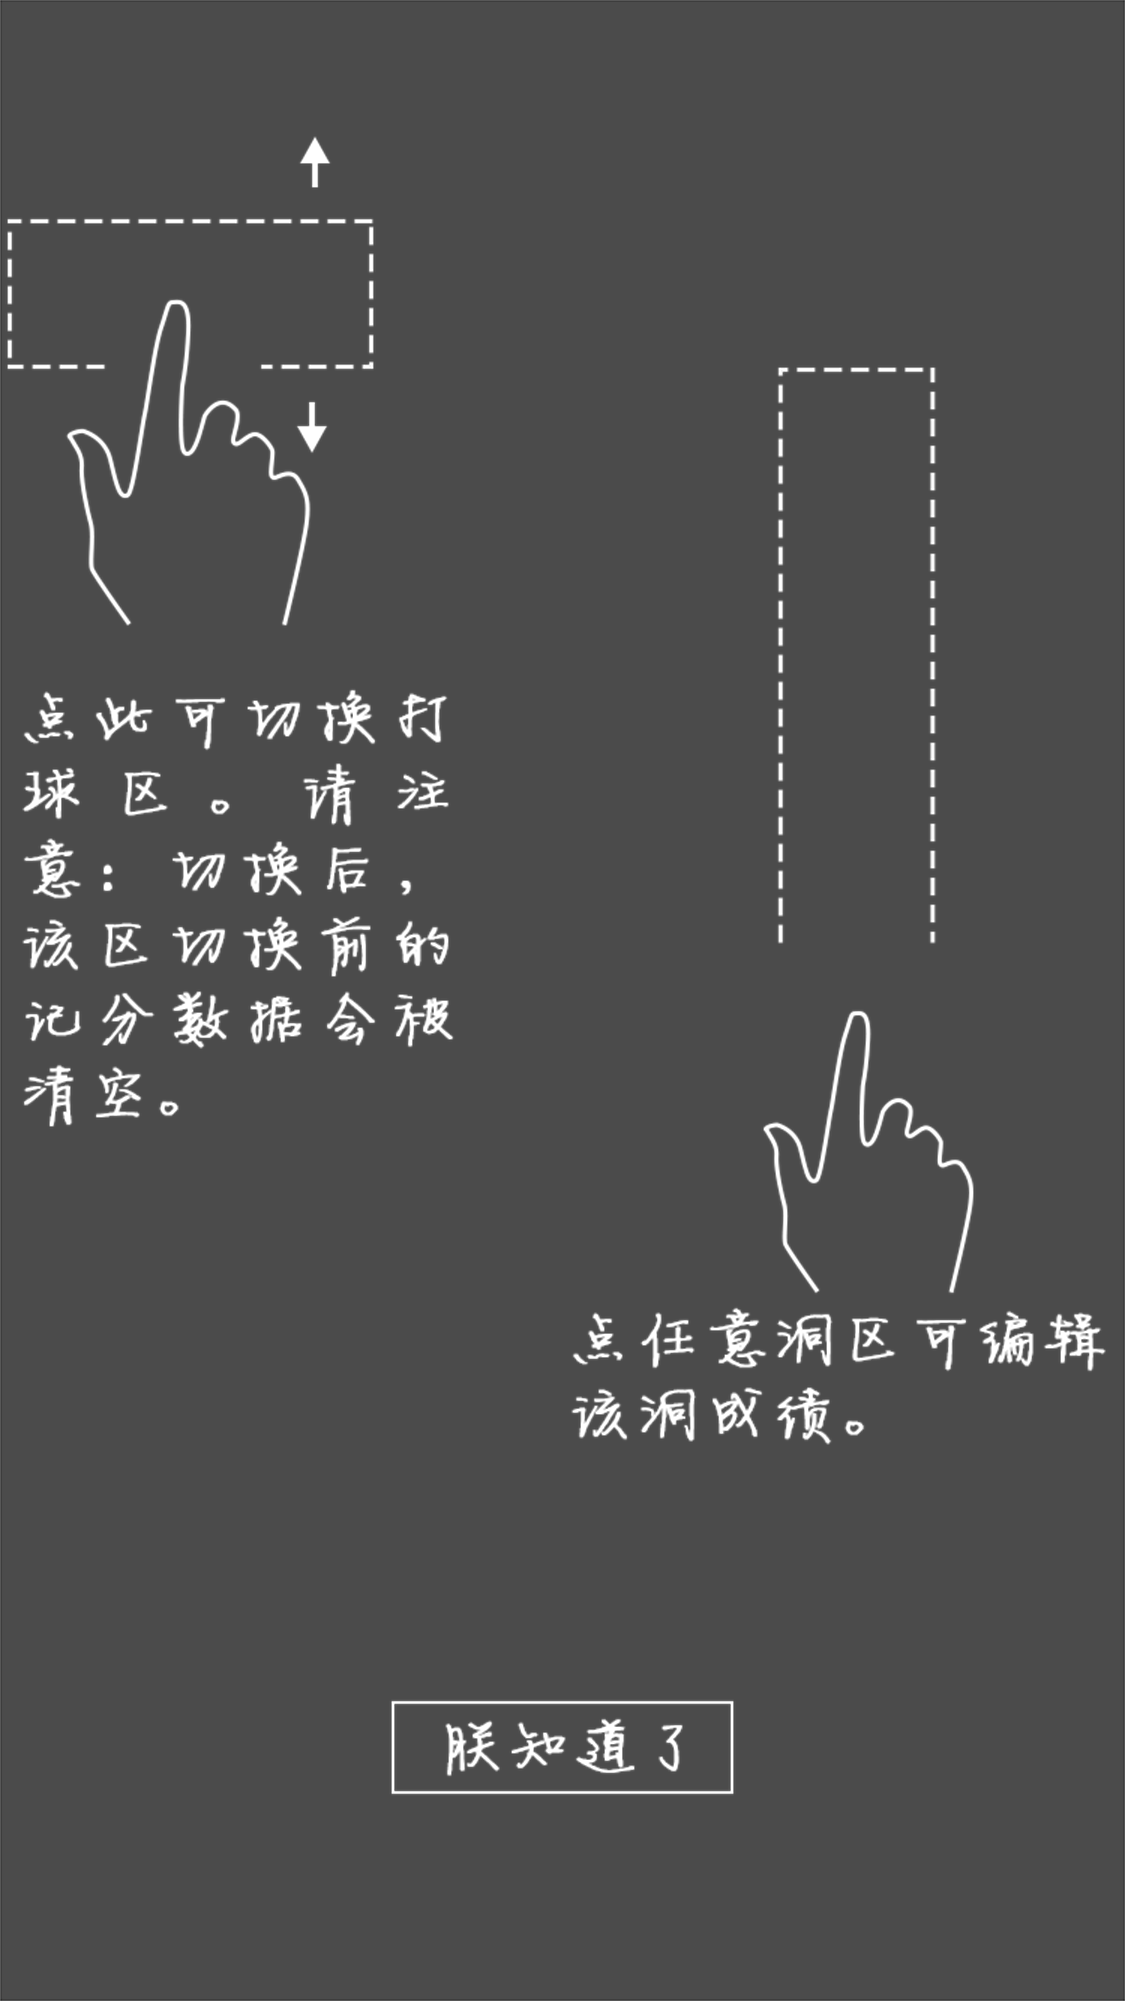 点此可切换打
球区。请注
意：切换后，
该区切换前的
记分数据会被
清空。
点任意洞区可编辑
该洞成绩。
朕知道了